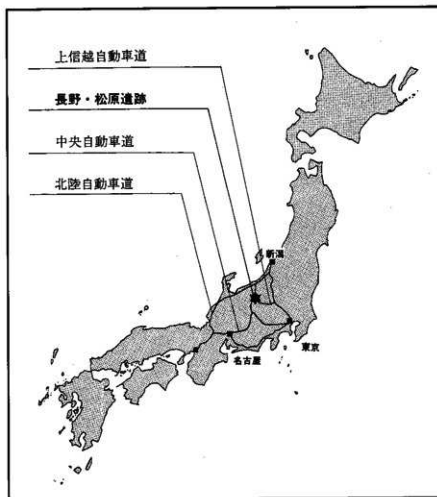 上信越自動車道
長野・松原遺跡
中央自動車道
北陸自動車道
新潟
東京
名古屋